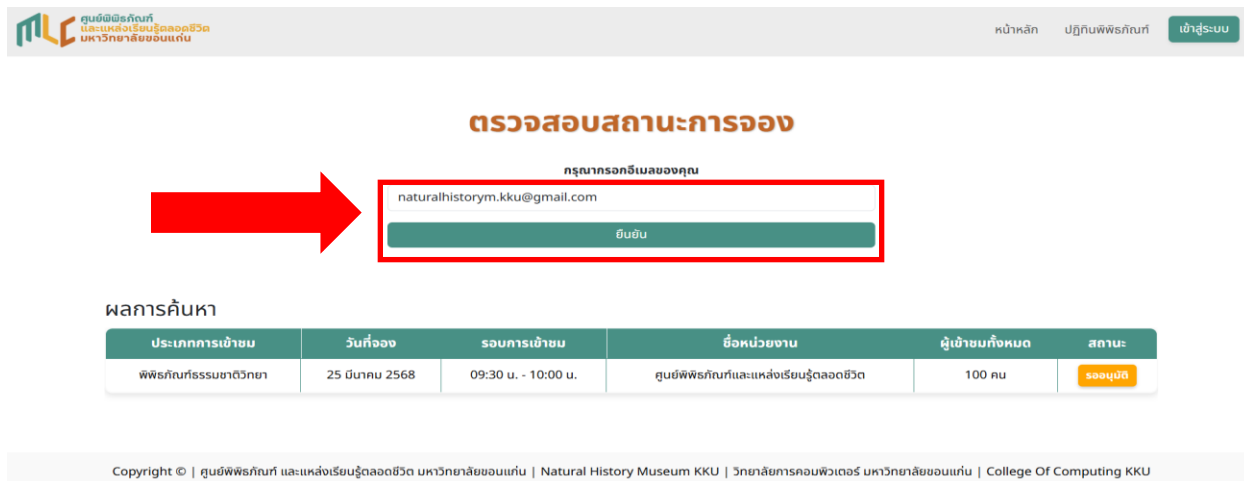 MLC
ศูนย์พิพิธภัณฑ์
และแหล่งเรียนรู้ตลอดชีวิต
มหาวิทยาลัยขอนแก่น
หน้าหลัก ปฏิทินพิพิธภัณฑ์ เข้าสู่ระบบ
ตรวจสอบสถานะการจอง
กรุณากรอกอีเมลของคุณ
naturalhistorym.kku@gmail.com
ยืนยัน
ผลการค้นหา
ประเภทการเข้าชม วันที่จอง รอบการเข้าชม ชื่อหน่วยงาน ผู้เข้าชมทั้งหมด สถานะ
พิพิธภัณฑ์ธรรมชาติวิทยา 25 มีนาคม 2568 09:30 น. - 10:00 น. ศูนย์พิพิธภัณฑ์และแหล่งเรียนรู้ตลอดชีวิต 100 คน รออนุมัติ
Copyright © | ศูนย์พิพิธภัณฑ์ และแหล่งเรียนรู้ตลอดชีวิต มหาวิทยาลัยขอนแก่น | Natural History Museum KKU | วิทยาลัยการคอมพิวเตอร์ มหาวิทยาลัยขอนแก่น | College Of Computing KKU